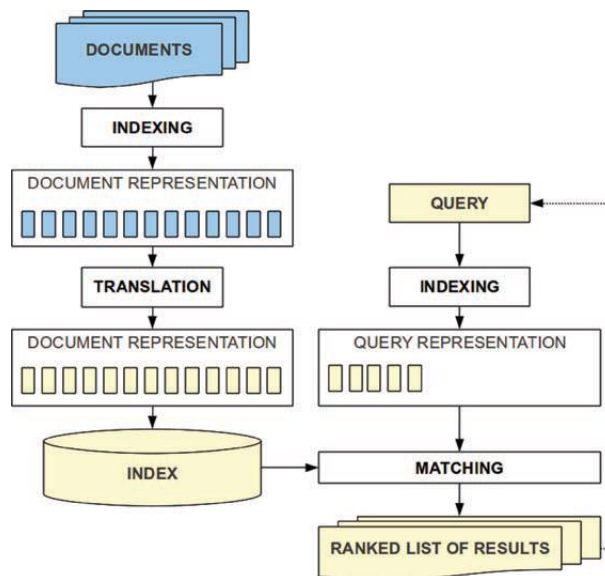 DOCUMENTS
INDEXING
DOCUMENT REPRESENTATION
TRANSLATION
DOCUMENT REPRESENTATION
INDEX
QUERY
INDEXING
QUERY REPRESENTATION
MATCHING
RANKED LIST OF RESULTS